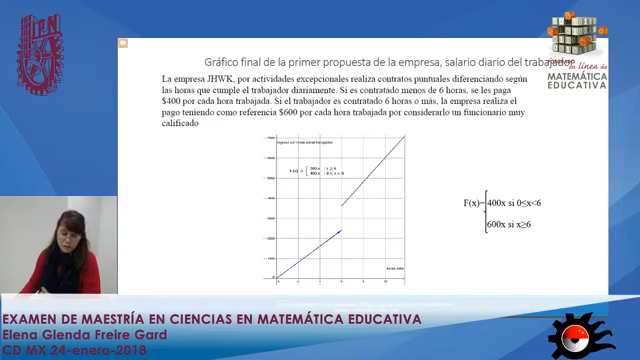 Gráfico final de la primer propuesta de la empresa, salario diario del trabajador
en línea de
MATEMÁTICA
EDUCATIVA
La empresa JHWK, por actividades excepcionales realiza contratos puntuales diferenciando según
las horas que cumple el trabajador diariamente. Si es contratado menos de 6 horas, se les paga
$400 por cada hora trabajada. Si el trabajador es contratado 6 horas o más, la empresa realiza el
pago teniendo como referencia $600 por cada hora trabajada por considerarlo un funcionario muy
calificado
F(x)=
400x si 0≤x<6
600x si x≥6
EXAMEN DE MAESTRÍA EN CIENCIAS EN MATEMÁTICA EDUCATIVA
Elena Glenda Freire Gard
CD MX 24-enero-2018